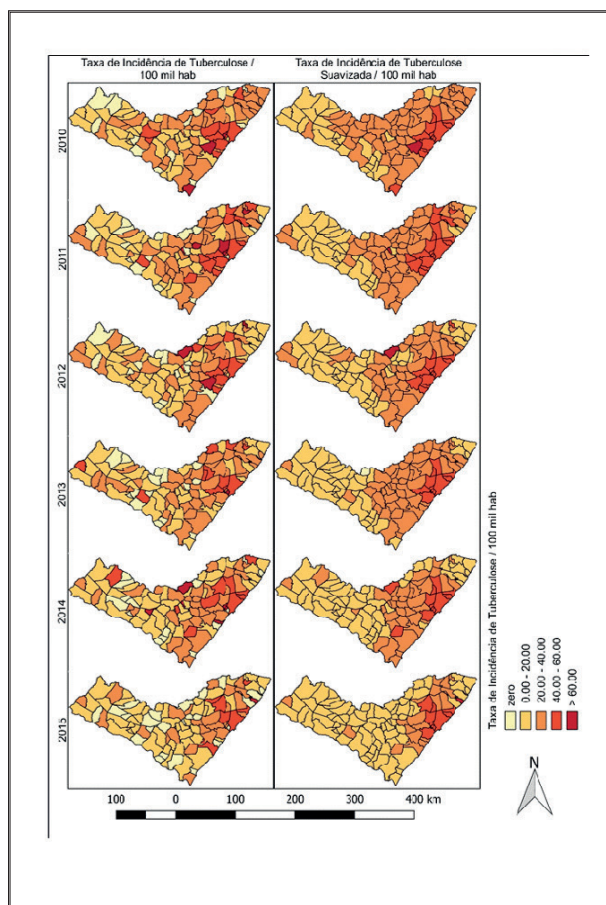 Taxa de Incidência de Tuberculose /
100 mil hab
Taxa de Incidência de Tuberculose
Suavizada / 100 mil hab
2010
2011
2012
2013
2014
2015
Taxa de Incidência de Tuberculose / 100 mil hab
zero
0.00 - 20.00
20.00 - 40.00
40.00 - 60.00
> 60.00
N
100 0 100 200 300 400 km